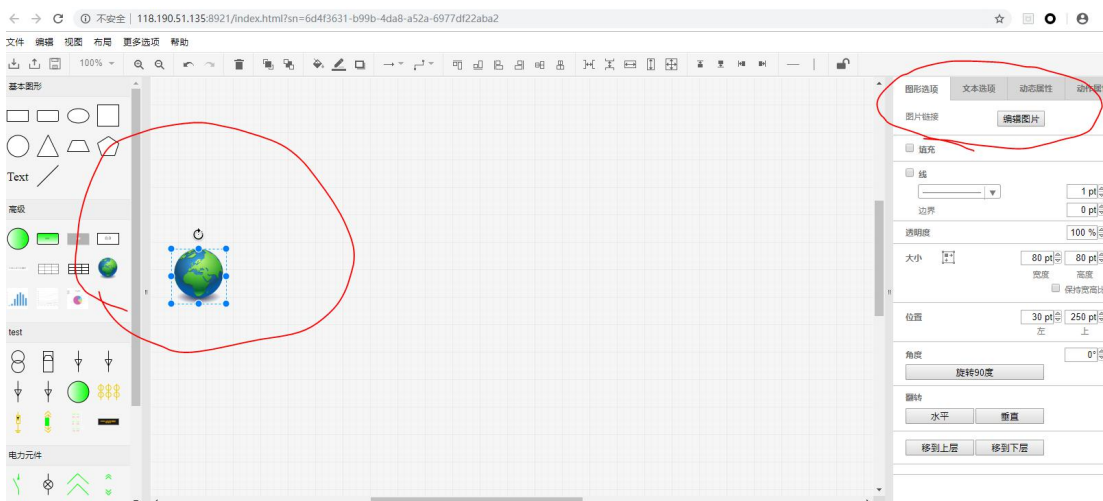 不安全 | 118.190.51.135:8921/index.html?sn=6d4f3631-b99b-4da8-a52a-6977df22aba2
文件 编辑 视图 布局 更多选项 帮助
100%
基本图形
Text
高级
test
电力元件
图形选项 文本选项 动态属性 动作属
图片链接 编辑图片
填充
线
1 pt
边界 0 pt
透明度 100 %
大小 80 pt 80 pt
宽度 高度
保持宽高比
位置 30 pt 250 pt
左 上
角度 0°
旋转90度
翻转
水平 垂直
移到上层 移到下层